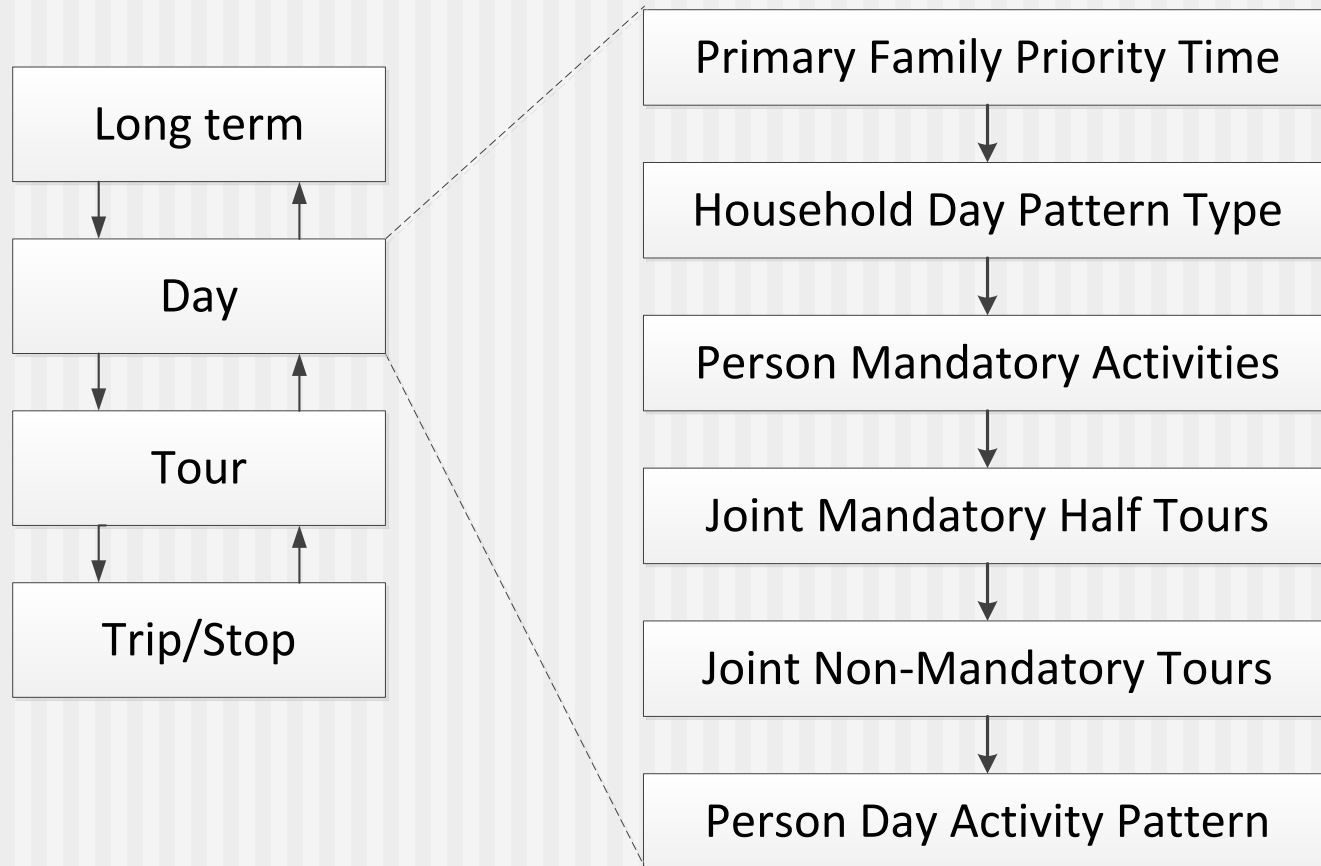 Long term
Day
Tour
Trip/Stop
Primary Family Priority Time
Household Day Pattern Type
Person Mandatory Activities
Joint Mandatory Half Tours
Joint Non-Mandatory Tours
Person Day Activity Pattern